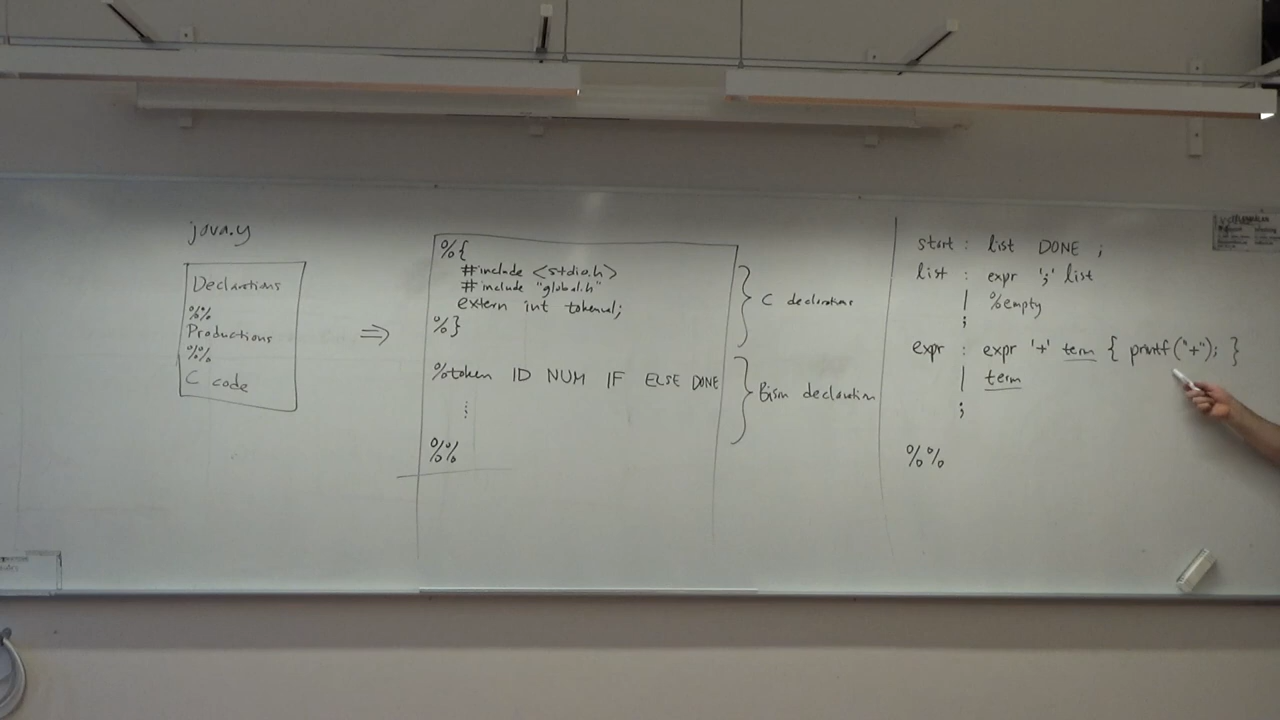 java.y
Declarations
%%
Productions
%%
C code
⇒
%{
#include <stdio.h>
#include "global.h"
extern int tokenval;
%}
%token ID NUM IF ELSE DONE
⋮
%%
C declarations
Bison declaration
start : list DONE ;
list : expr ';' list
| %empty
;
expr : expr '+' term { printf("+"); }
| term
;
%%